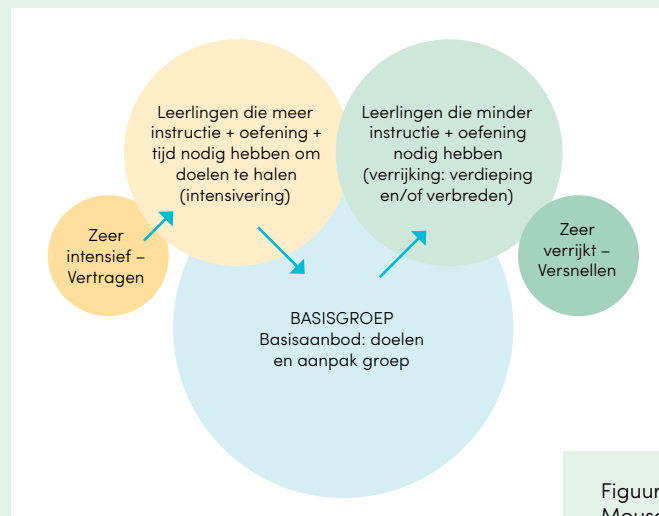 Leerlingen die meer
instructie + oefening +
tijd nodig hebben om
doelen te halen
(intensivering)
Leerlingen die minder
instructie + oefening
nodig hebben
(verrijking: verdieping
en/of verbreden)
Zeer
intensief –
Vertragen
Zeer
verrijkt –
Versnellen
BASISGROEP
Basisaanbod: doelen
en aanpak groep
Figuur